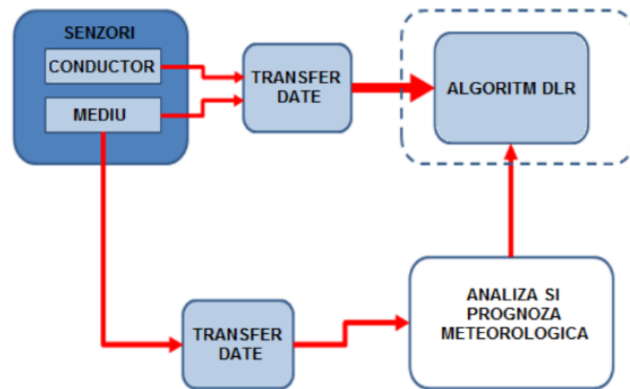 SENZORI
CONDUCTOR
MEDIU
TRANSFER
DATE
ALGORITM DLR
TRANSFER
DATE
ANALIZA SI
PROGNOZA
METEOROLOGICA